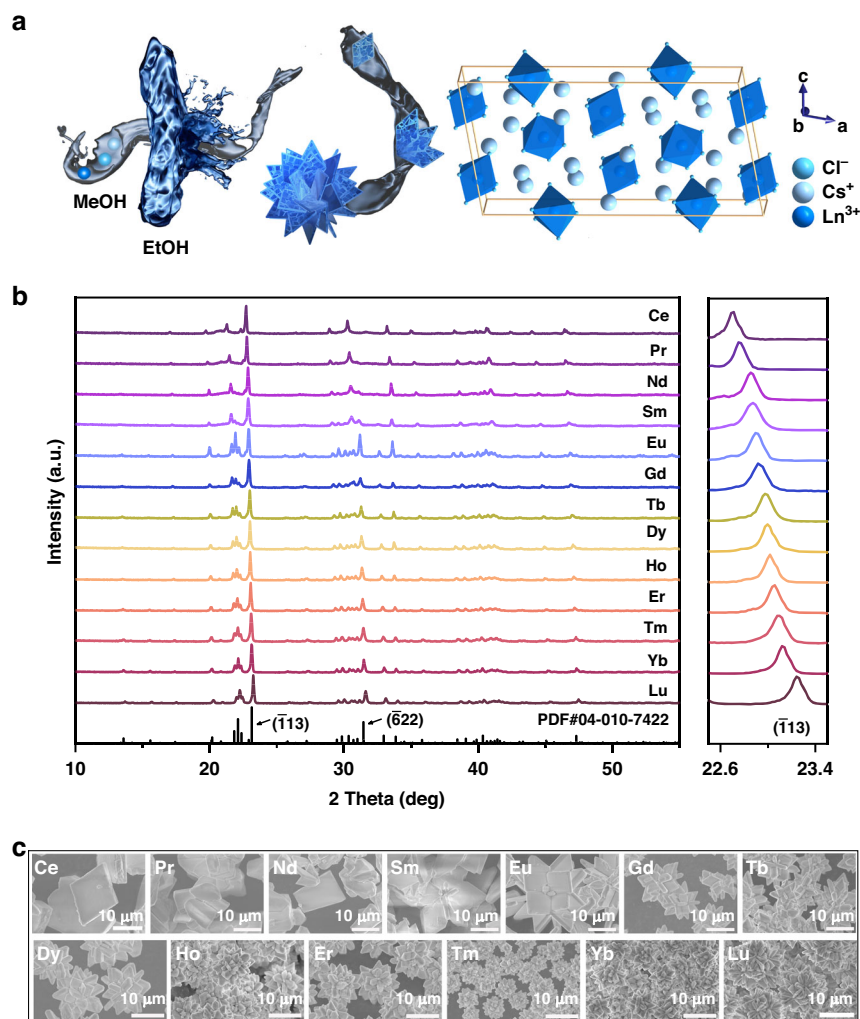 a
MeOH
EtOH
c
b
a
Cl⁻
Cs⁺
Ln³⁺
b
Intensity (a.u.)
Ce
Pr
Nd
Sm
Eu
Gd
Tb
Dy
Ho
Er
Tm
Yb
Lu
(1̅13)
(6̅22)
PDF#04-010-7422
(1̅13)
10 20 30 40 50
22.6 23.4
2 Theta (deg)
c
Ce Pr Nd Sm Eu Gd Tb
10 μm 10 μm 10 μm 10 μm 10 μm 10 μm 10 μm
Dy Ho Er Tm Yb Lu
10 μm 10 μm 10 μm 10 μm 10 μm 10 μm